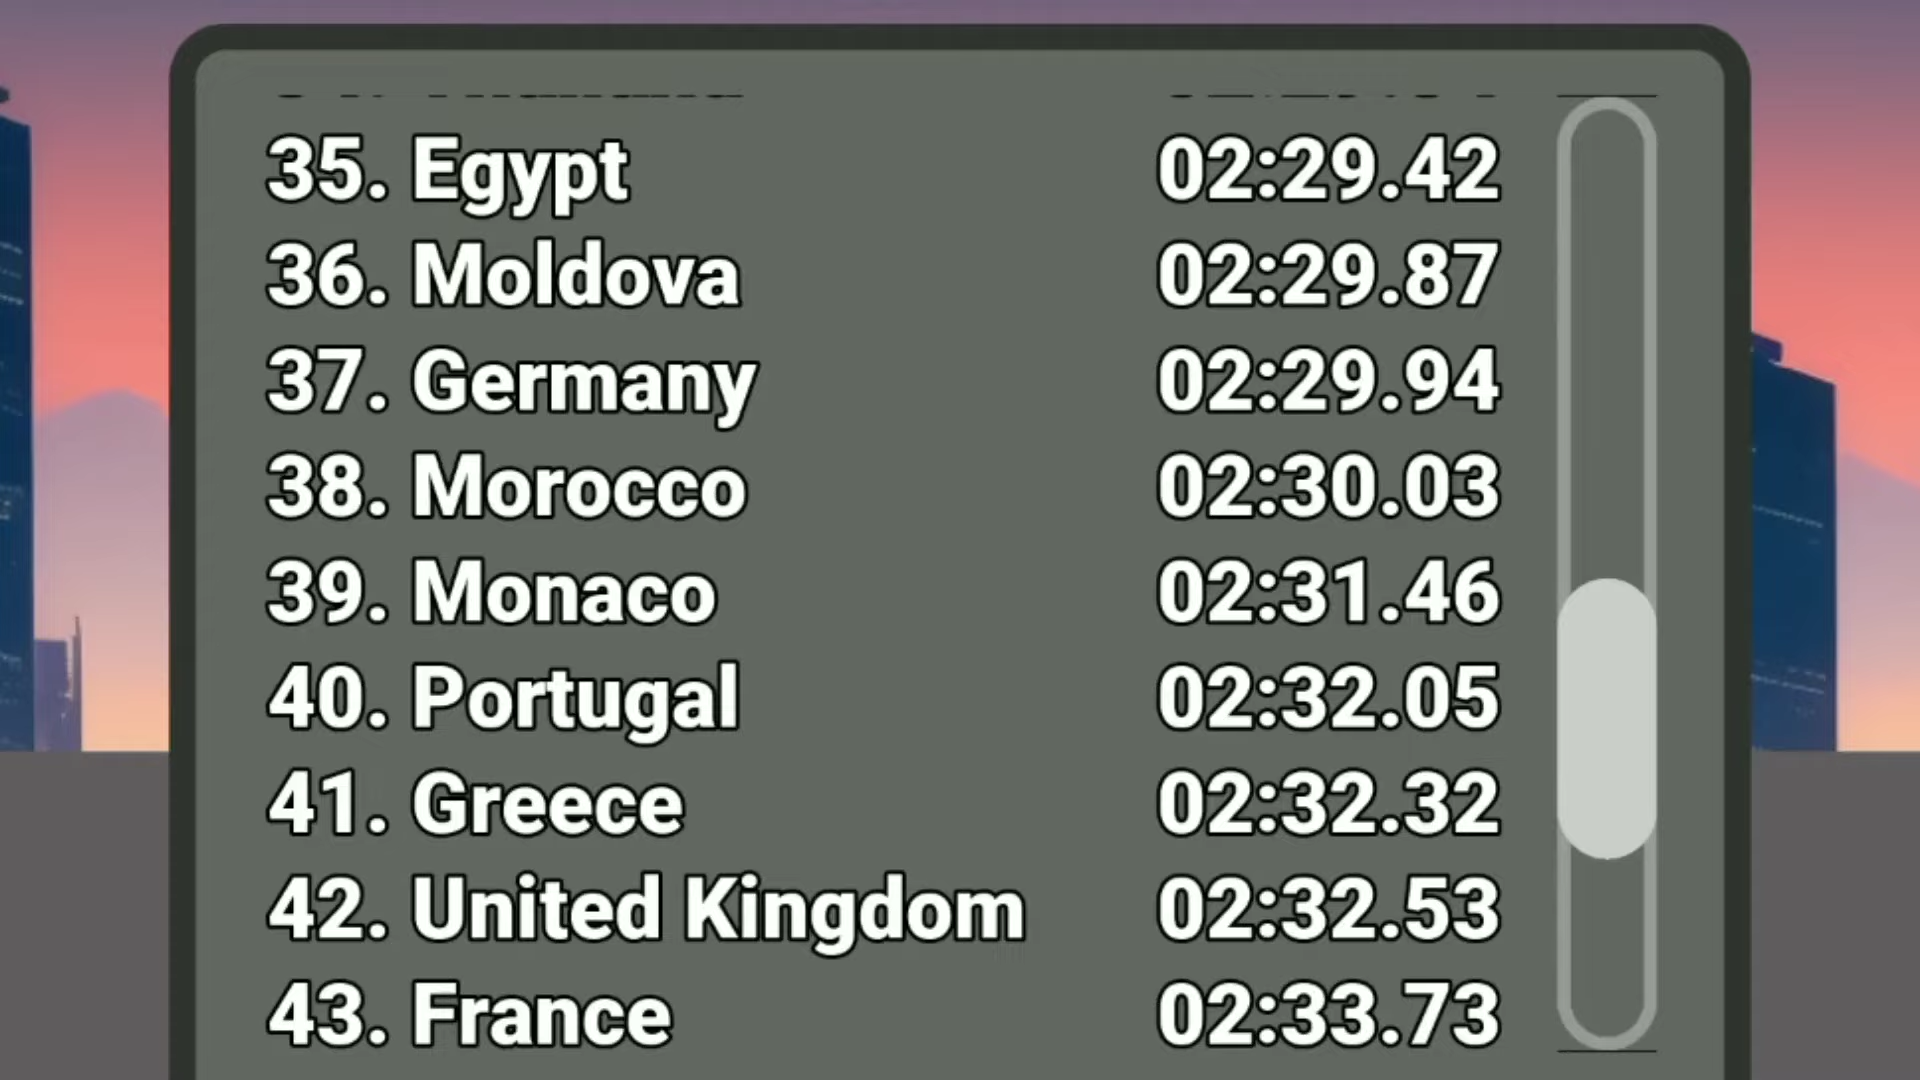 35. Egypt 02:29.42
36. Moldova 02:29.87
37. Germany 02:29.94
38. Morocco 02:30.03
39. Monaco 02:31.46
40. Portugal 02:32.05
41. Greece 02:32.32
42. United Kingdom 02:32.53
43. France 02:33.73